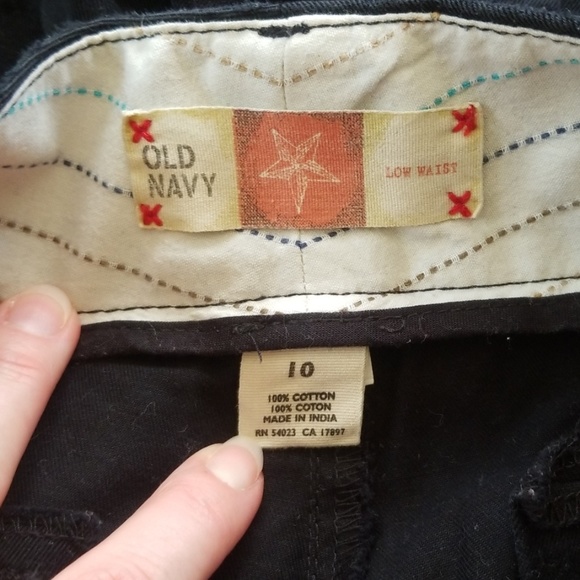 OLD
NAVY
LOW WAIST
10
100% COTTON
100% COTON
MADE IN INDIA
RN 54023 CA 17897